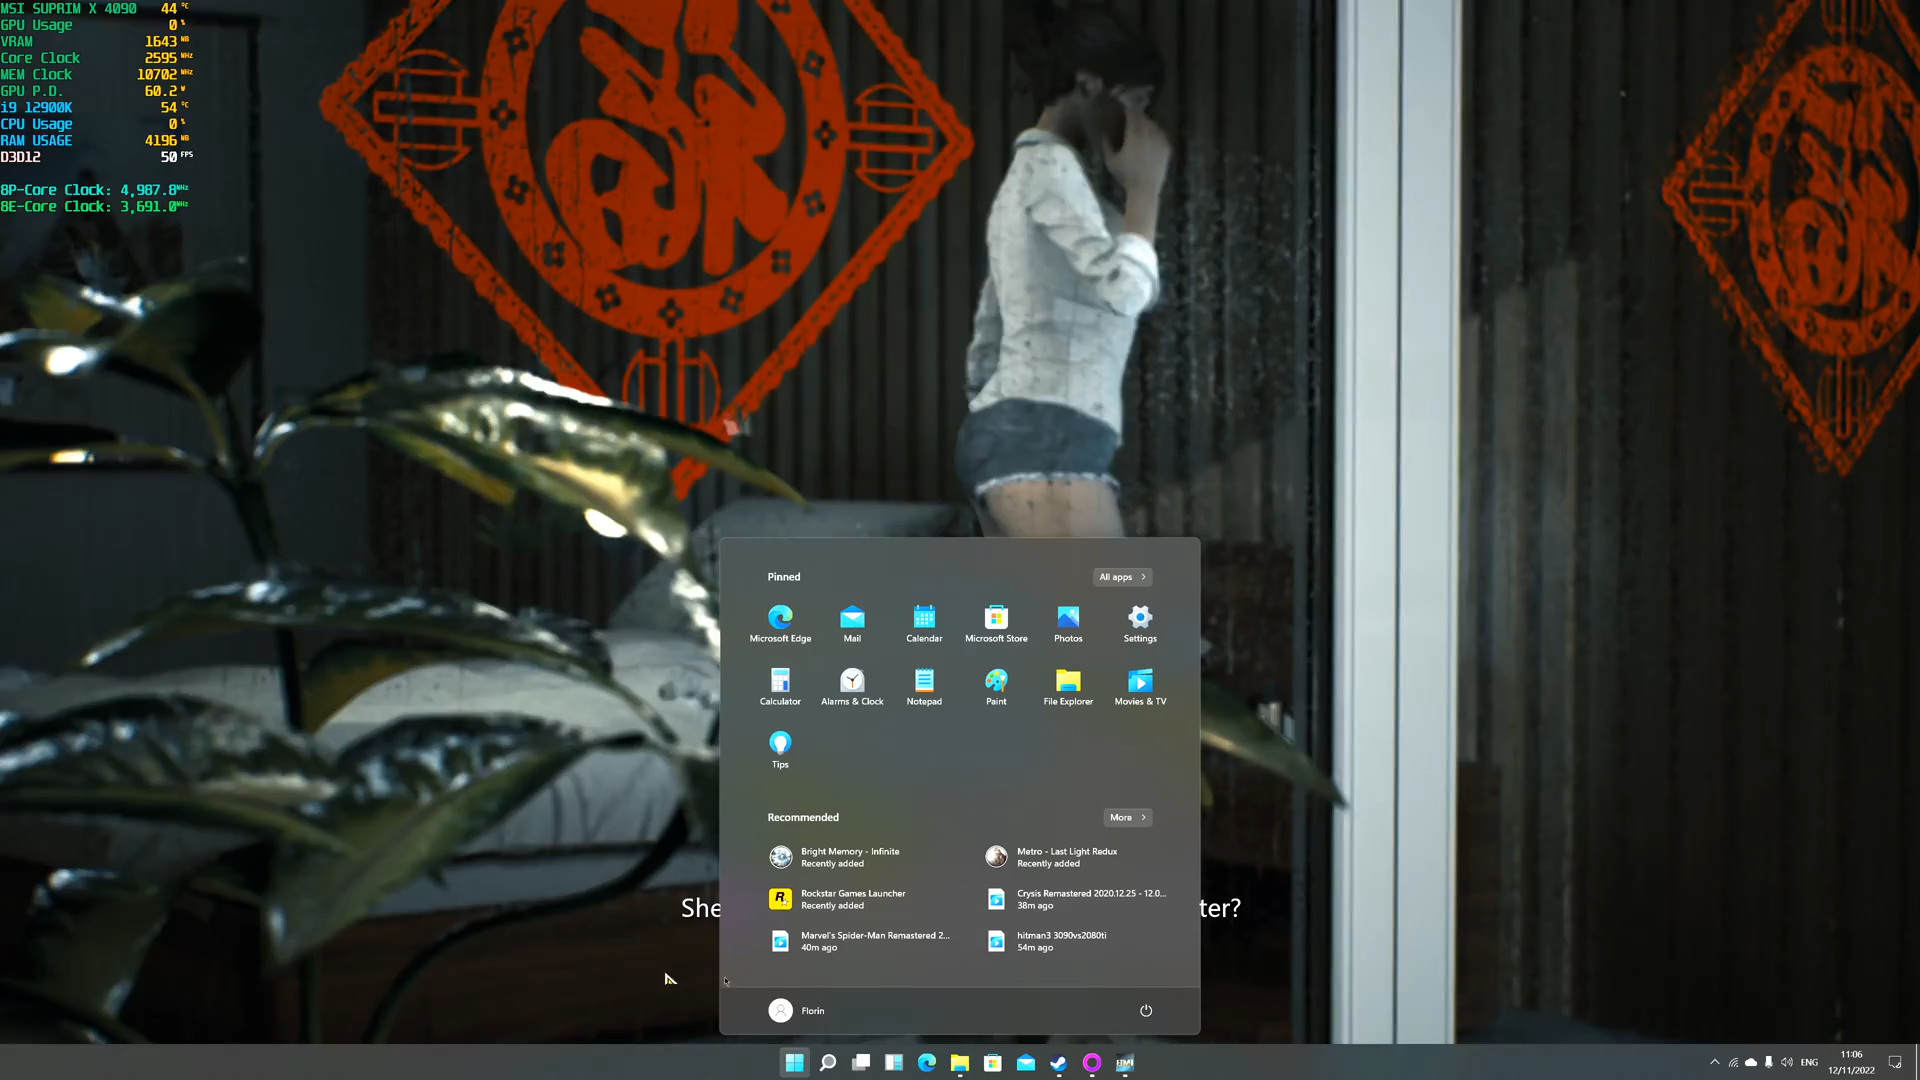 MSI SUPRIM X 4090 44 °C
GPU Usage 0 %
VRAM 1643 MB
Core Clock 2595 MHz
MEM Clock 10702 MHz
GPU P.D. 60.2 W
i9 12900K 54 °C
CPU Usage 0 %
RAM USAGE 4196 MB
D3D12 50 FPS
8P-Core Clock: 4,987.8 MHz
8E-Core Clock: 3,691.0 MHz
Pinned
All apps >
Microsoft Edge
Mail
Calendar
Microsoft Store
Photos
Settings
Calculator
Alarms & Clock
Notepad
Paint
File Explorer
Movies & TV
Tips
Recommended
More >
Bright Memory - Infinite
Recently added
Metro - Last Light Redux
Recently added
Rockstar Games Launcher
Recently added
Crysis Remastered 2020.12.25 - 12.0...
38m ago
She
ter?
Marvel's Spider-Man Remastered 2...
40m ago
hitman3 3090vs2080ti
54m ago
Florin
ENG
11:06
12/11/2022